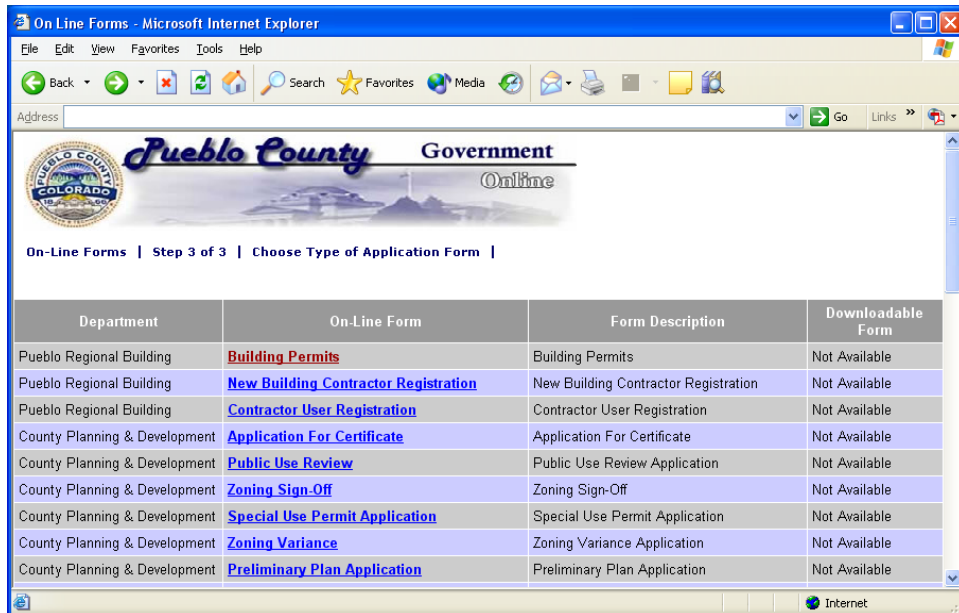 On Line Forms - Microsoft Internet Explorer
File Edit View Favorites Tools Help
Back Search Favorites Media
Address Go Links »
Pueblo County Government
Online
PUEBLO COUNTY
COLORADO
On-Line Forms | Step 3 of 3 | Choose Type of Application Form |
Department On-Line Form Form Description Downloadable Form
Pueblo Regional Building Building Permits Building Permits Not Available
Pueblo Regional Building New Building Contractor Registration New Building Contractor Registration Not Available
Pueblo Regional Building Contractor User Registration Contractor User Registration Not Available
County Planning & Development Application For Certificate Application For Certificate Not Available
County Planning & Development Public Use Review Public Use Review Application Not Available
County Planning & Development Zoning Sign-Off Zoning Sign-Off Not Available
County Planning & Development Special Use Permit Application Special Use Permit Application Not Available
County Planning & Development Zoning Variance Zoning Variance Application Not Available
County Planning & Development Preliminary Plan Application Preliminary Plan Application Not Available
Internet